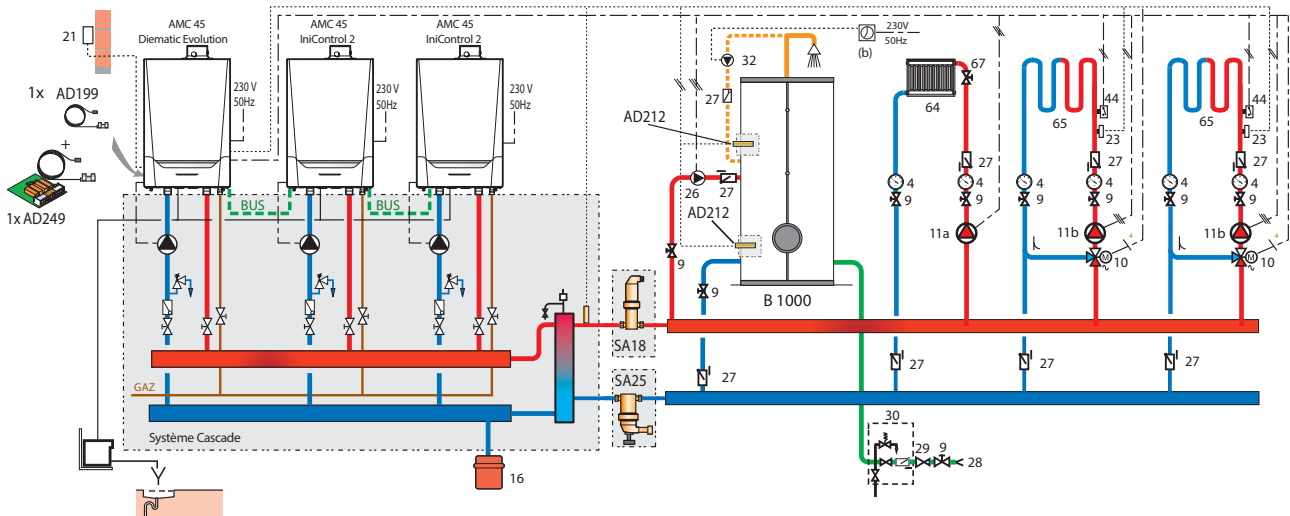 AMC 45
Diematic Evolution
AMC 45
IniControl 2
AMC 45
IniControl 2
21
230 V
50Hz
230 V
50Hz
230 V
50Hz
1x AD199
+
1x AD249
BUS
BUS
GAZ
Système Cascade
16
SA18
SA25
230V
50Hz
(b)
32
27
AD212
26
27
AD212
9
9
B 1000
27
67
64
27
4
4
9
9
11a
27
65
44
23
27
4
4
9
9
11b
M
10
4
27
65
44
23
27
4
4
9
9
11b
M
10
4
27
30
29
9
28